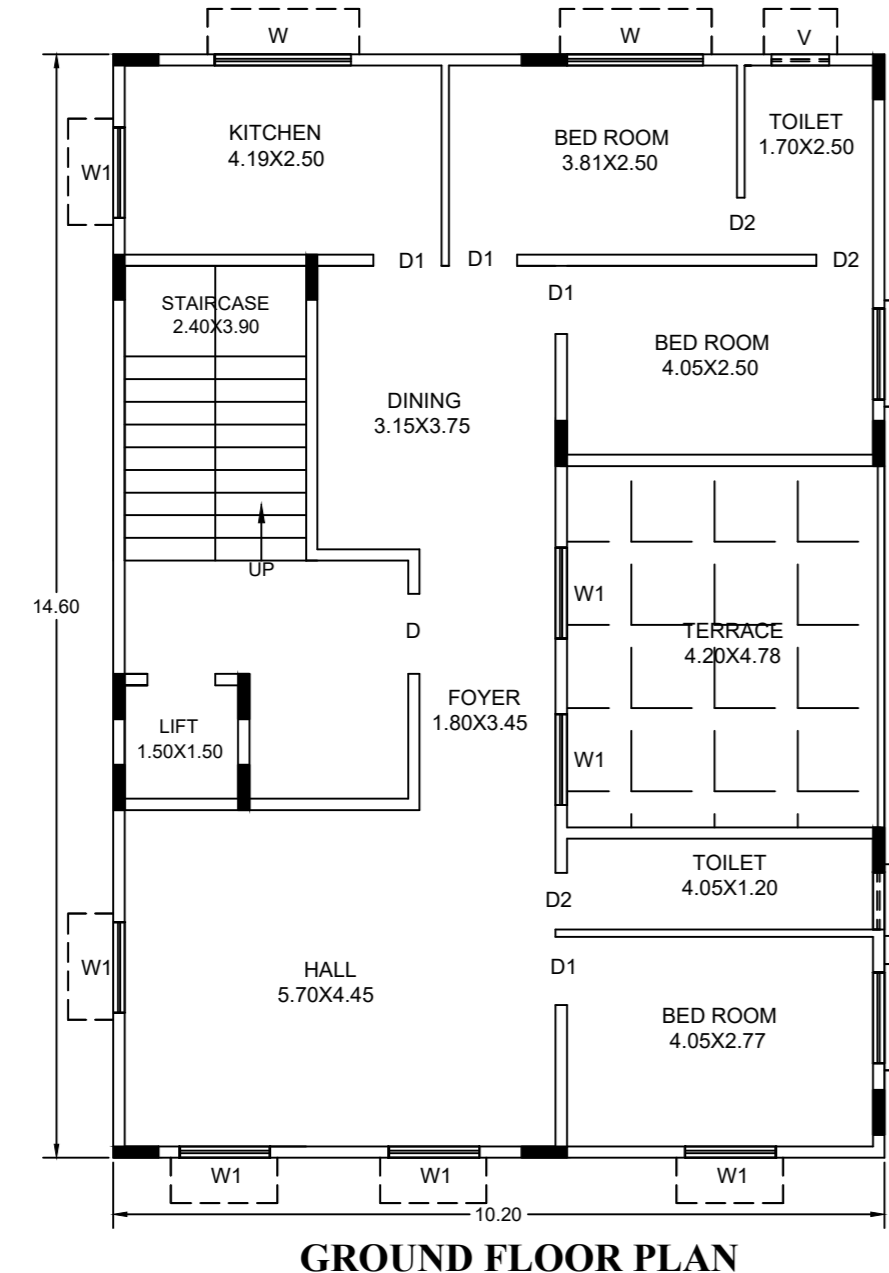 W
W
V
KITCHEN
4.19X2.50
BED ROOM
3.81X2.50
TOILET
1.70X2.50
W1
D2
D1
D1
D2
D1
STAIRCASE
2.40X3.90
BED ROOM
4.05X2.50
DINING
3.15X3.75
UP
14.60
D
W1
TERRACE
4.20X4.78
FOYER
1.80X3.45
LIFT
1.50X1.50
W1
TOILET
4.05X1.20
D2
W1
HALL
5.70X4.45
D1
BED ROOM
4.05X2.77
W1
W1
W1
10.20
GROUND FLOOR PLAN